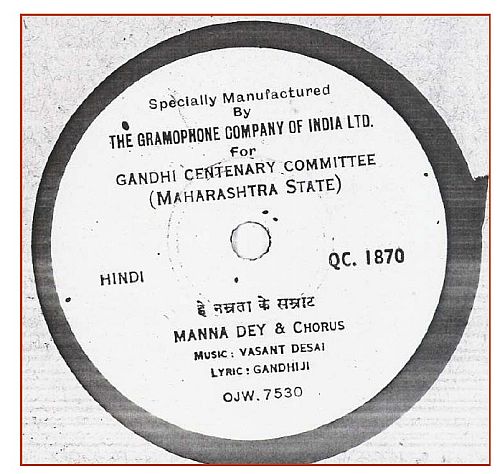 Specially Manufactured
By
THE GRAMOPHONE COMPANY OF INDIA LTD.
For
GANDHI CENTENARY COMMITTEE
(MAHARASHTRA STATE)
HINDI
QC. 1870
हे नम्रता के सम्राट
MANNA DEY & CHORUS
MUSIC: VASANT DESAI
LYRIC: GANDHIJI
OJW. 7530